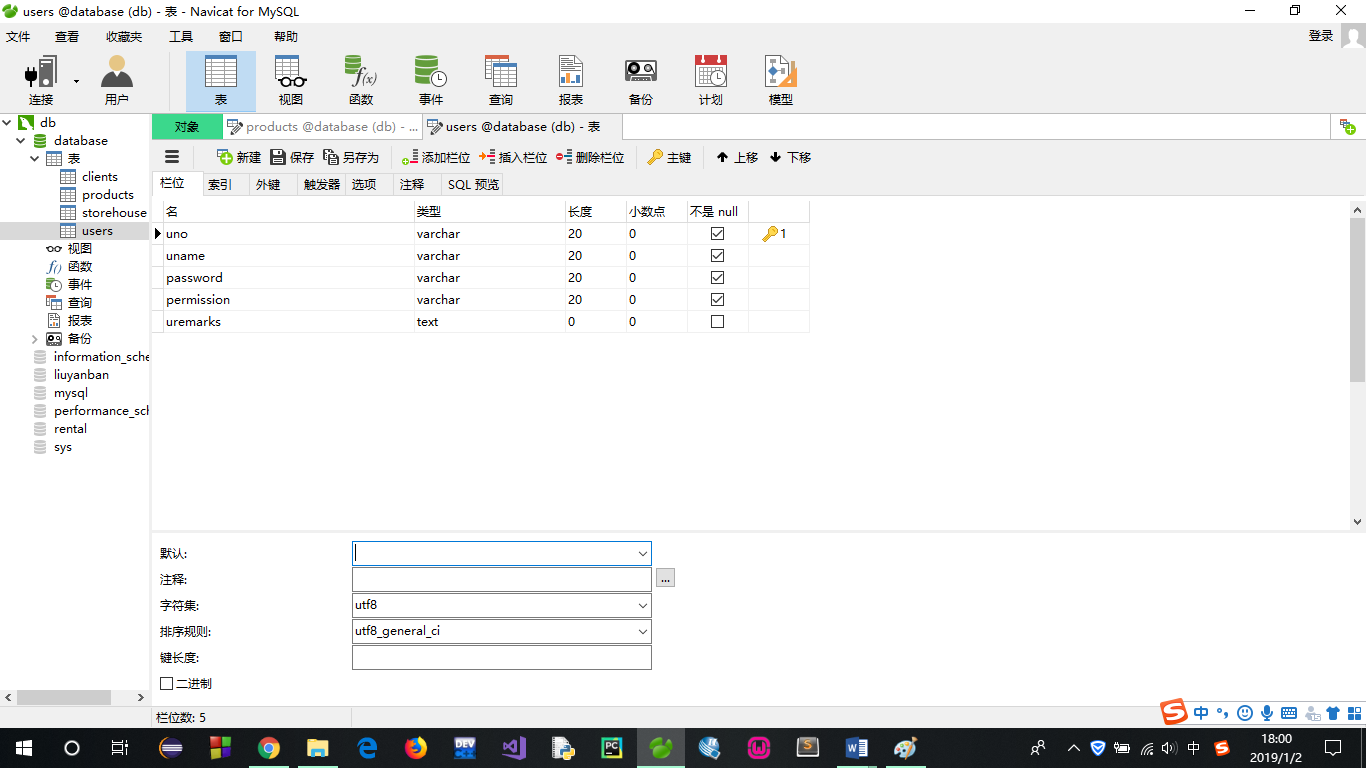 users @database (db) - 表 - Navicat for MySQL
文件 查看 收藏夹 工具 窗口 帮助 登录
连接 用户 表 视图 函数 事件 查询 报表 备份 计划 模型
db
database
表
clients
products
storehouse
users
视图
函数
事件
查询
报表
备份
information_sche
liuyanban
mysql
performance_sch
rental
sys
对象 products @database (db) - ... users @database (db) - 表
新建 保存 另存为 添加栏位 插入栏位 删除栏位 主键 上移 下移
栏位 索引 外键 触发器 选项 注释 SQL 预览
名 类型 长度 小数点 不是 null
uno varchar 20 0 1
uname varchar 20 0
password varchar 20 0
permission varchar 20 0
uremarks text 0 0
默认:
注释: ...
字符集: utf8
排序规则: utf8_general_ci
键长度:
二进制
栏位数: 5
S 中
DEV
PC
W
S
W
中 S
18:00
2019/1/2